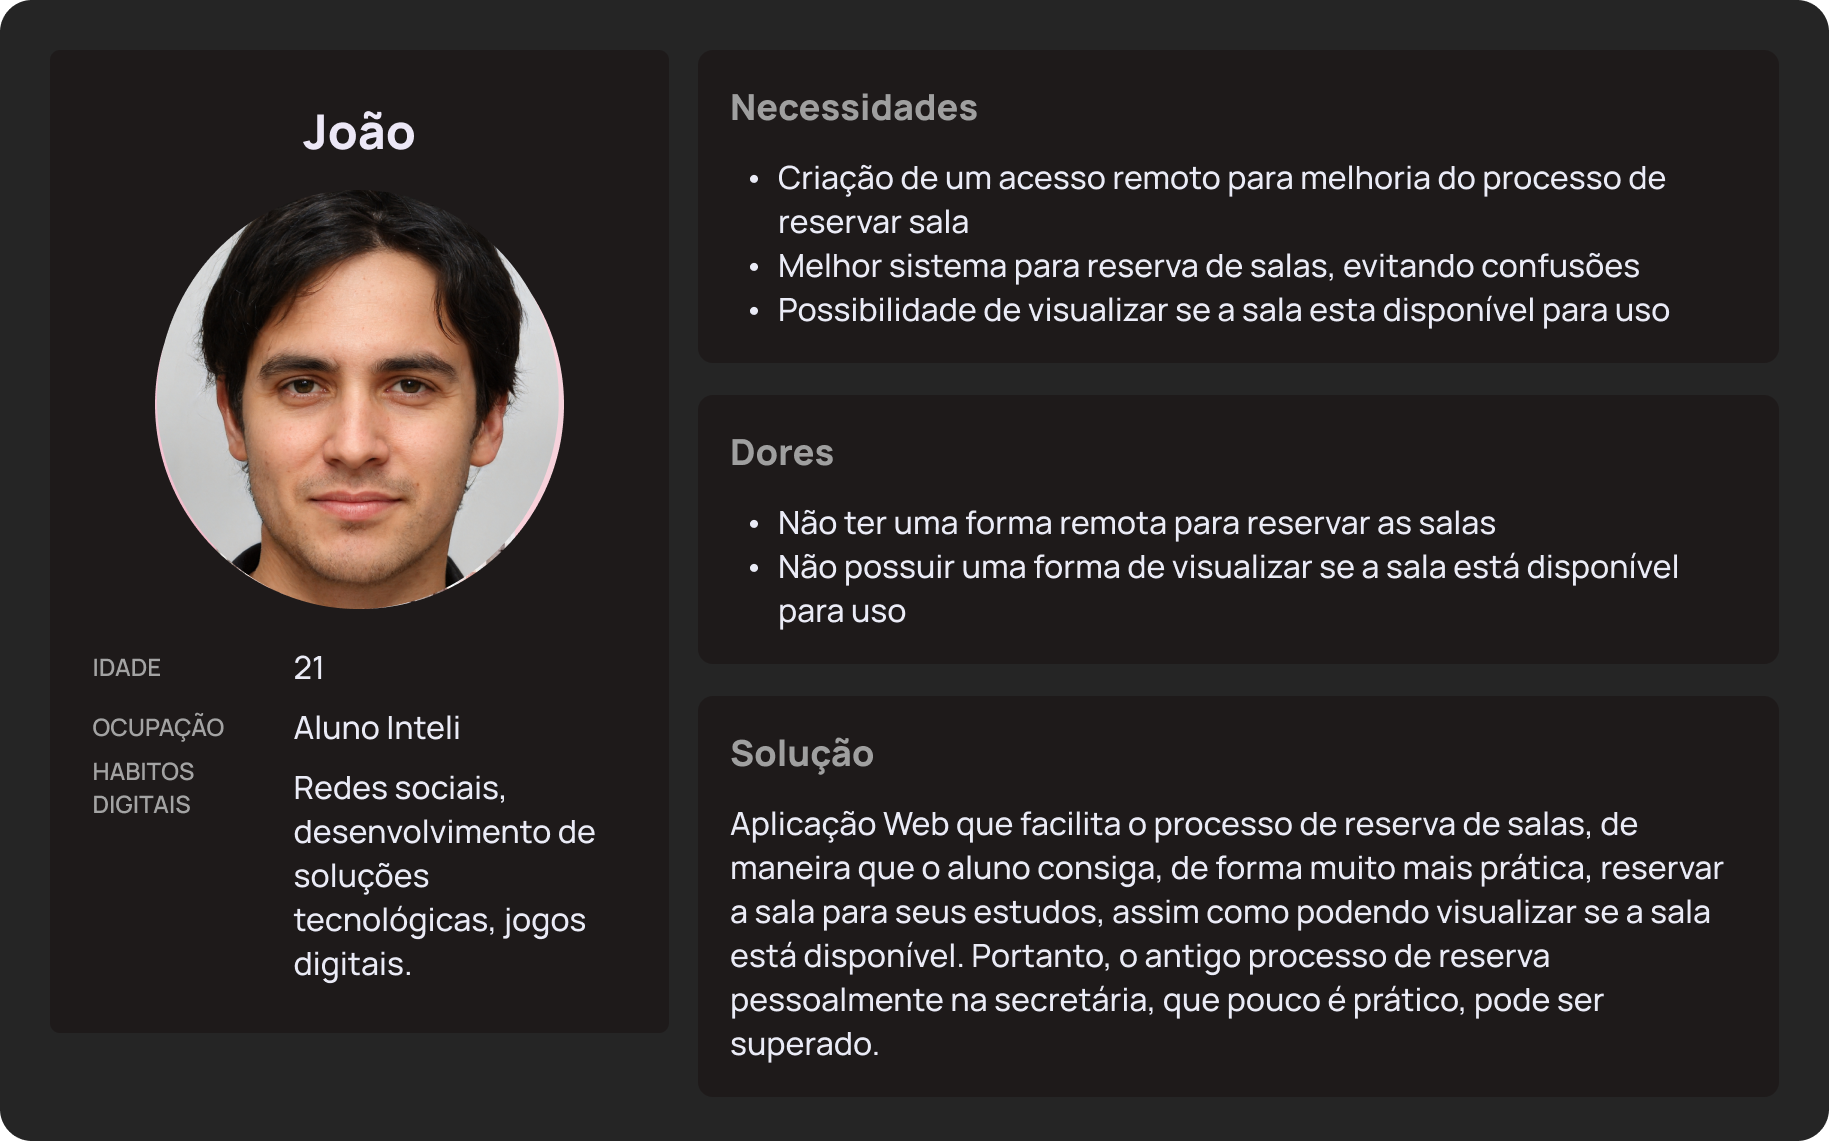 João
IDADE
21
OCUPAÇÃO
Aluno Inteli
HABITOS
DIGITAIS
Redes sociais,
desenvolvimento de
soluções
tecnológicas, jogos
digitais.
Necessidades
• Criação de um acesso remoto para melhoria do processo de
reservar sala
• Melhor sistema para reserva de salas, evitando confusões
• Possibilidade de visualizar se a sala esta disponível para uso
Dores
• Não ter uma forma remota para reservar as salas
• Não possuir uma forma de visualizar se a sala está disponível
para uso
Solução
Aplicação Web que facilita o processo de reserva de salas, de
maneira que o aluno consiga, de forma muito mais prática, reservar
a sala para seus estudos, assim como podendo visualizar se a sala
está disponível. Portanto, o antigo processo de reserva
pessoalmente na secretária, que pouco é prático, pode ser
superado.